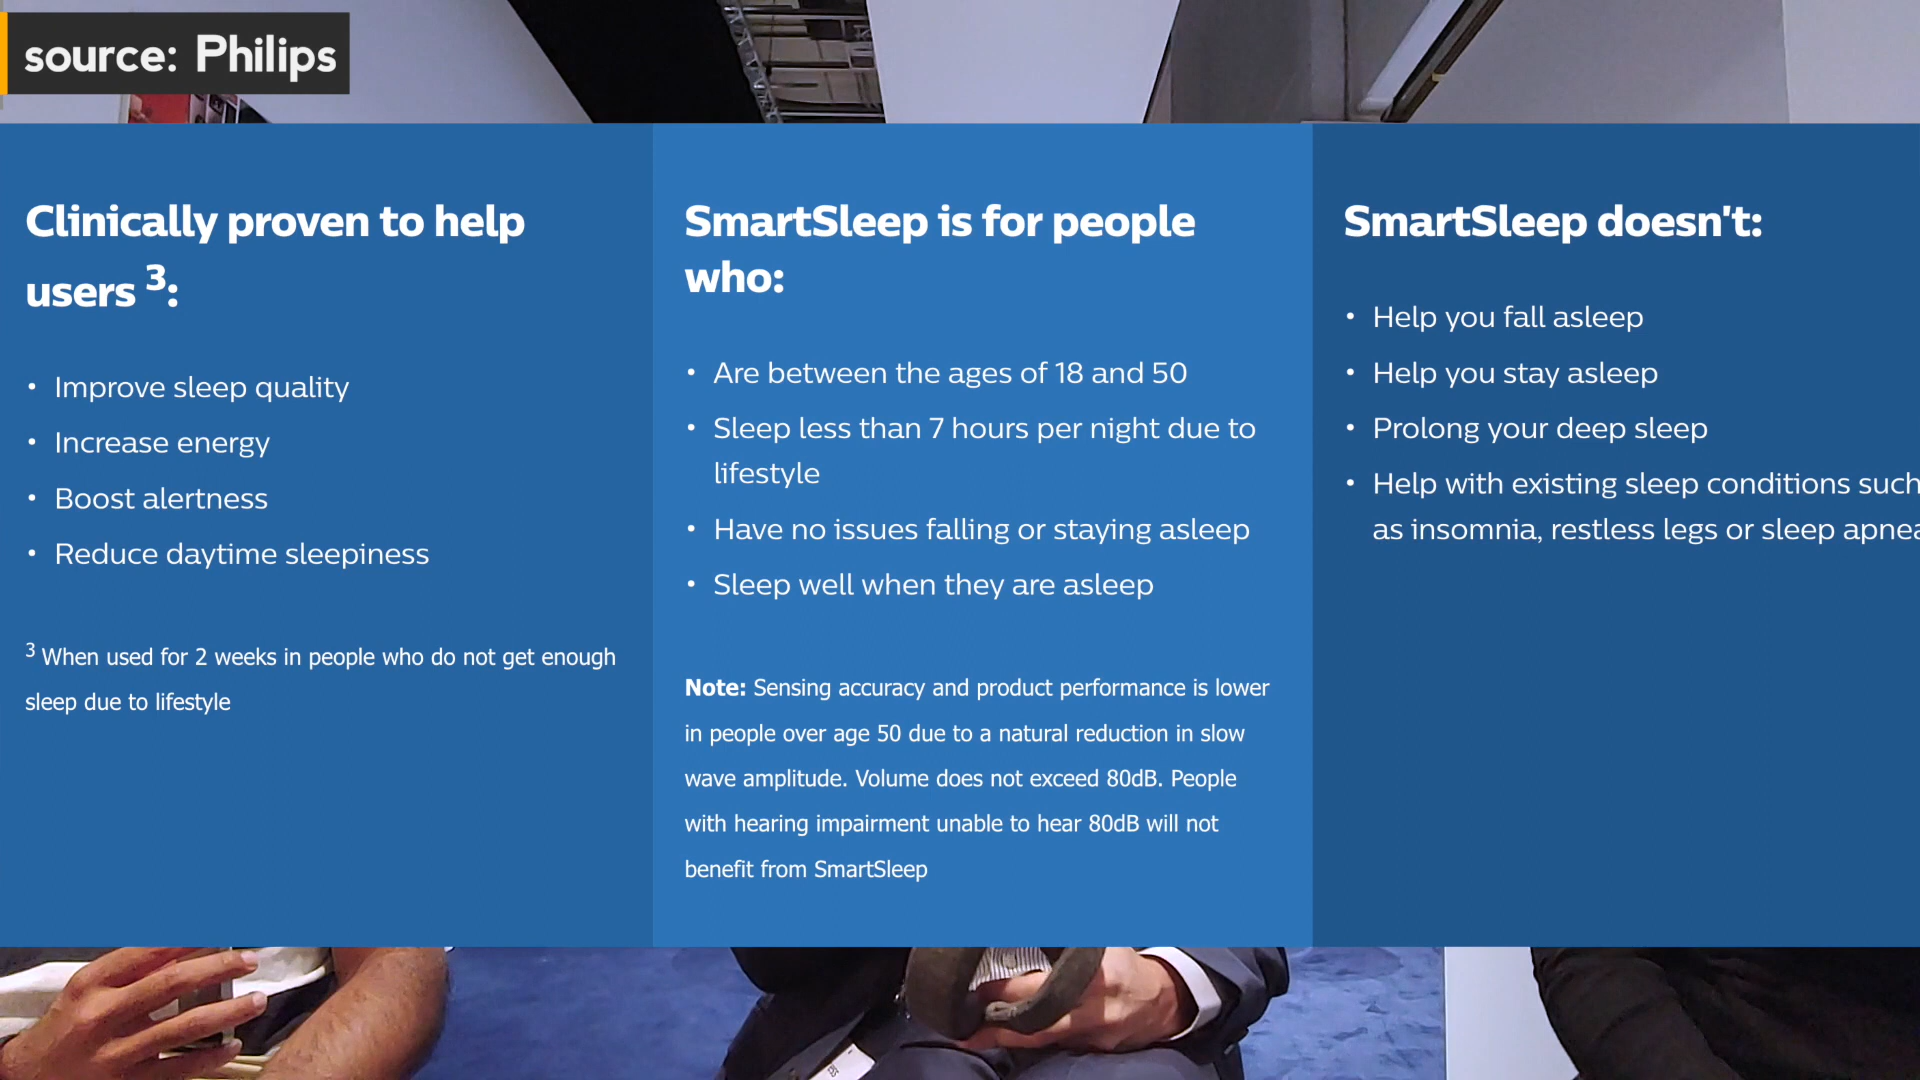 source: Philips
Clinically proven to help
users ³:
• Improve sleep quality
• Increase energy
• Boost alertness
• Reduce daytime sleepiness
³ When used for 2 weeks in people who do not get enough
sleep due to lifestyle
SmartSleep is for people
who:
• Are between the ages of 18 and 50
• Sleep less than 7 hours per night due to
lifestyle
• Have no issues falling or staying asleep
• Sleep well when they are asleep
Note: Sensing accuracy and product performance is lower
in people over age 50 due to a natural reduction in slow
wave amplitude. Volume does not exceed 80dB. People
with hearing impairment unable to hear 80dB will not
benefit from SmartSleep
SmartSleep doesn't:
• Help you fall asleep
• Help you stay asleep
• Prolong your deep sleep
• Help with existing sleep conditions such
as insomnia, restless legs or sleep apnea